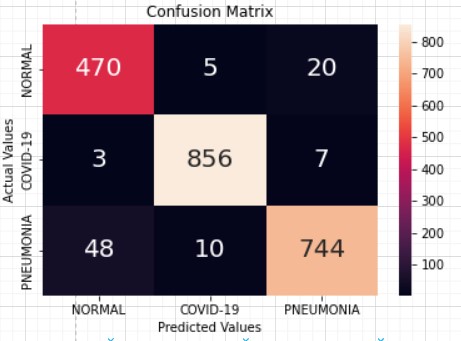 Confusion Matrix
NORMAL
470 5 20
800
700
600
500
400
300
200
100
Actual Values
COVID-19
3 856 7
PNEUMONIA
48 10 744
NORMAL COVID-19 PNEUMONIA
Predicted Values